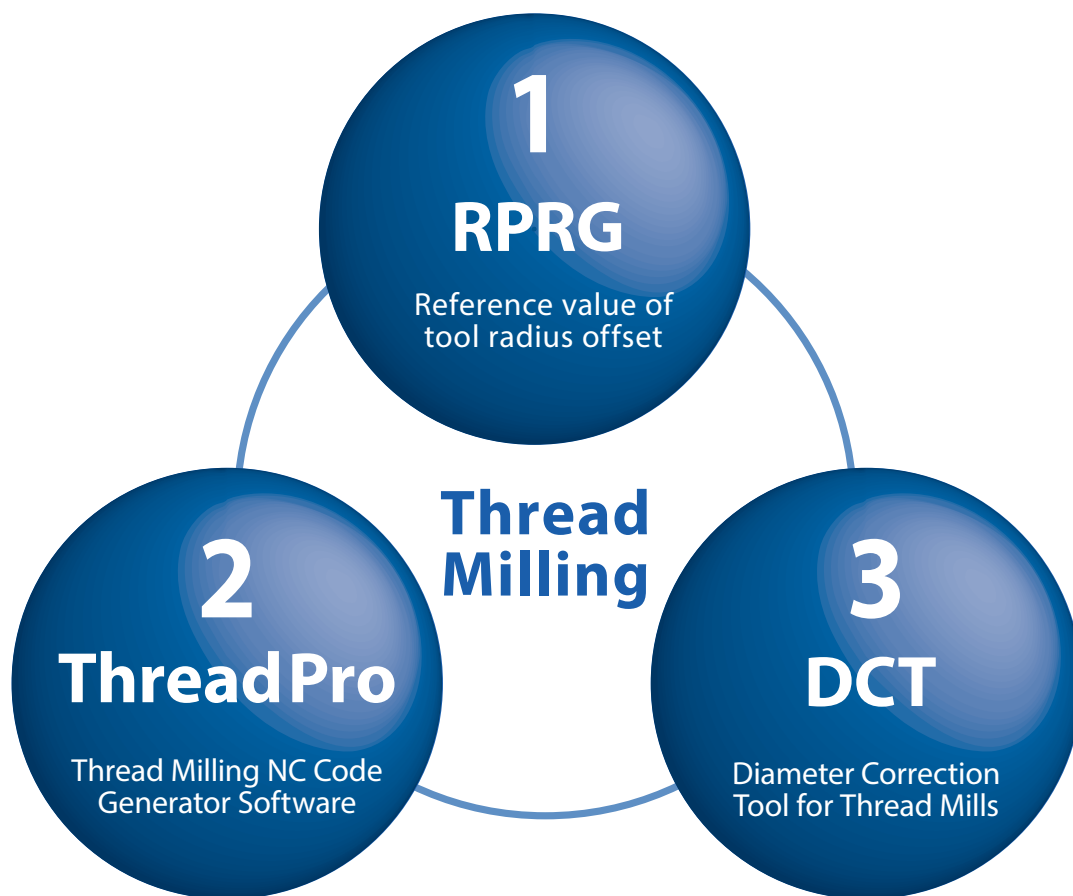 1
RPRG
Reference value of
tool radius offset
Thread
Milling
2
ThreadPro
Thread Milling NC Code
Generator Software
3
DCT
Diameter Correction
Tool for Thread Mills